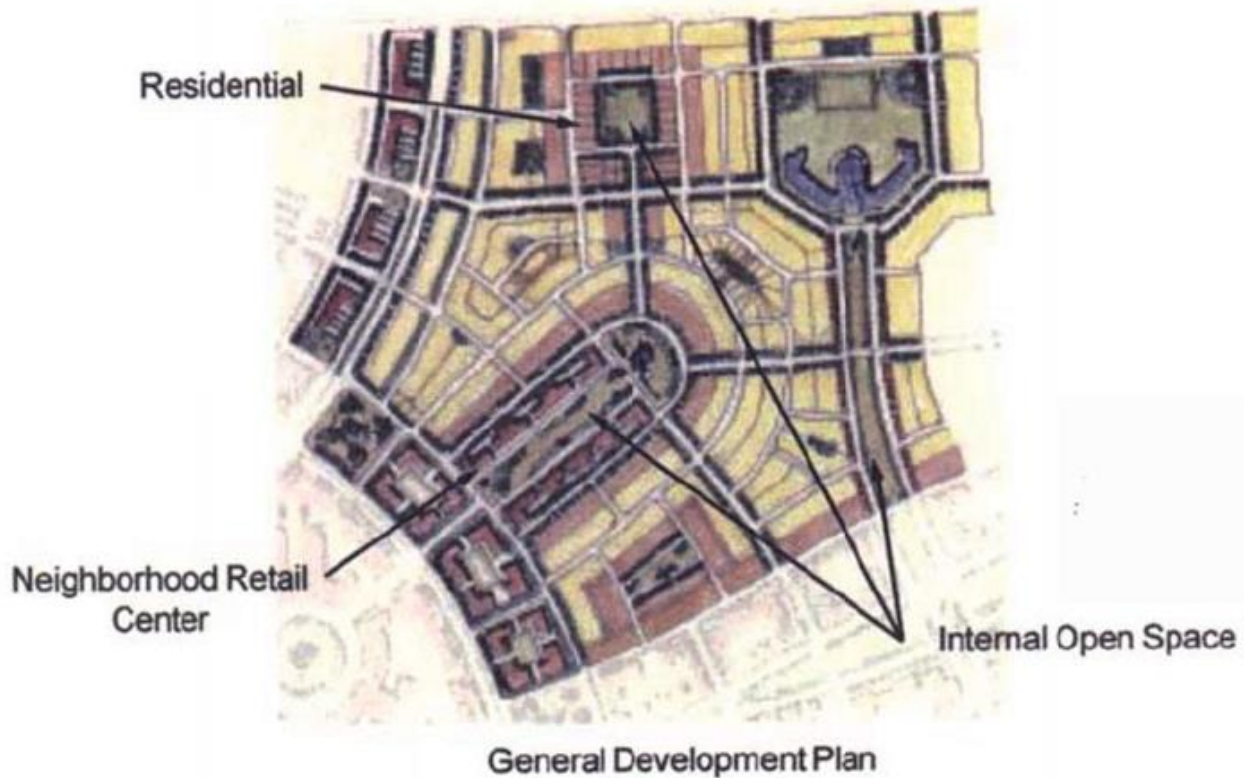 Residential
Neighborhood Retail
Center
Internal Open Space
General Development Plan